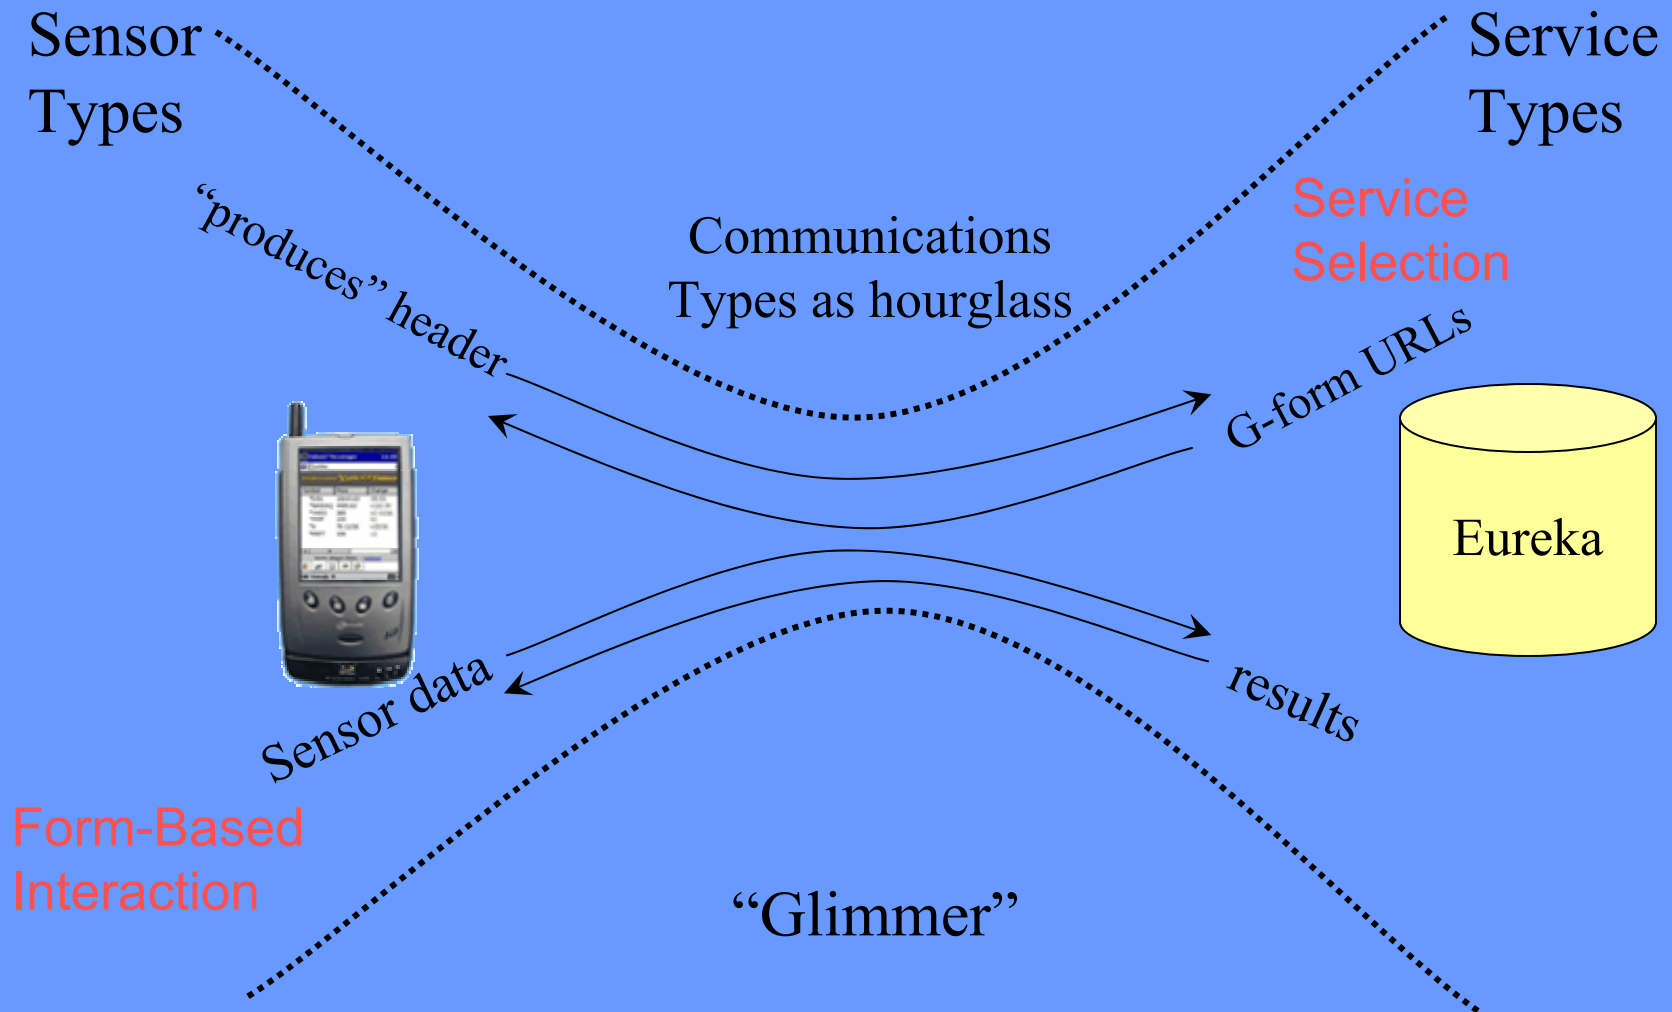 Sensor
Types
Service
Types
“produces” header
Communications
Types as hourglass
Service
Selection
G-form URLs
Eureka
Sensor data
results
Form-Based
Interaction
“Glimmer”